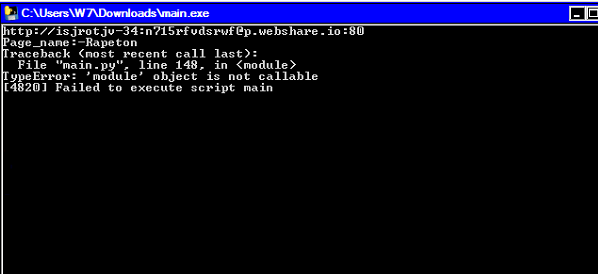 C:\Users\W7\Downloads\main.exe
http://isjrotjv-34:n715rfvdsrwf@p.webshare.io:80
Page_name:-Rapeton
Traceback (most recent call last):
  File "main.py", line 148, in <module>
TypeError: 'module' object is not callable
[4820] Failed to execute script main